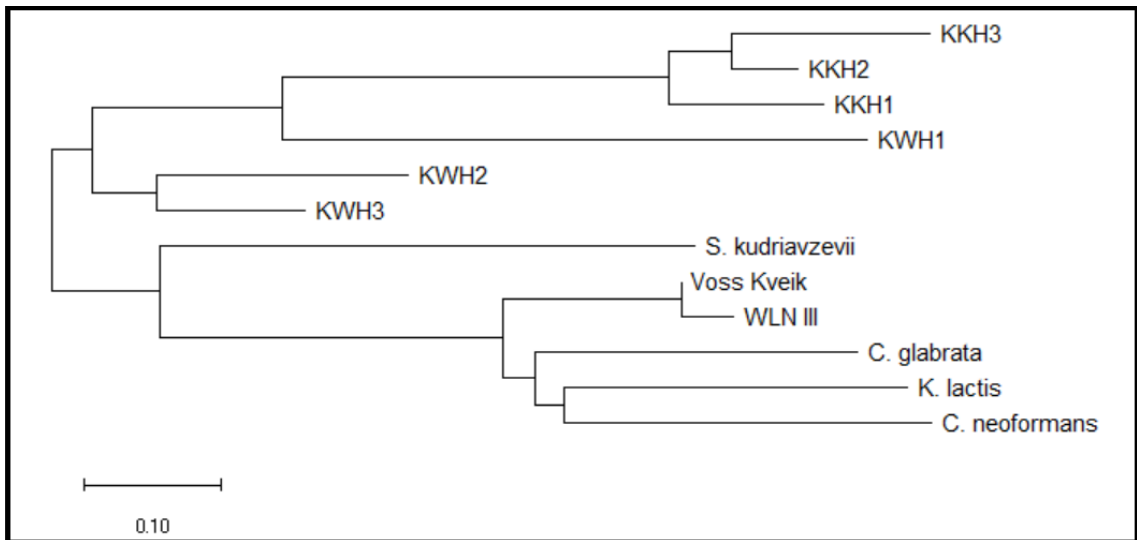 KKH3
KKH2
KKH1
KWH1
KWH2
KWH3
S. kudriavzevii
Voss Kveik
WLN III
C. glabrata
K. lactis
C. neoformans
0.10